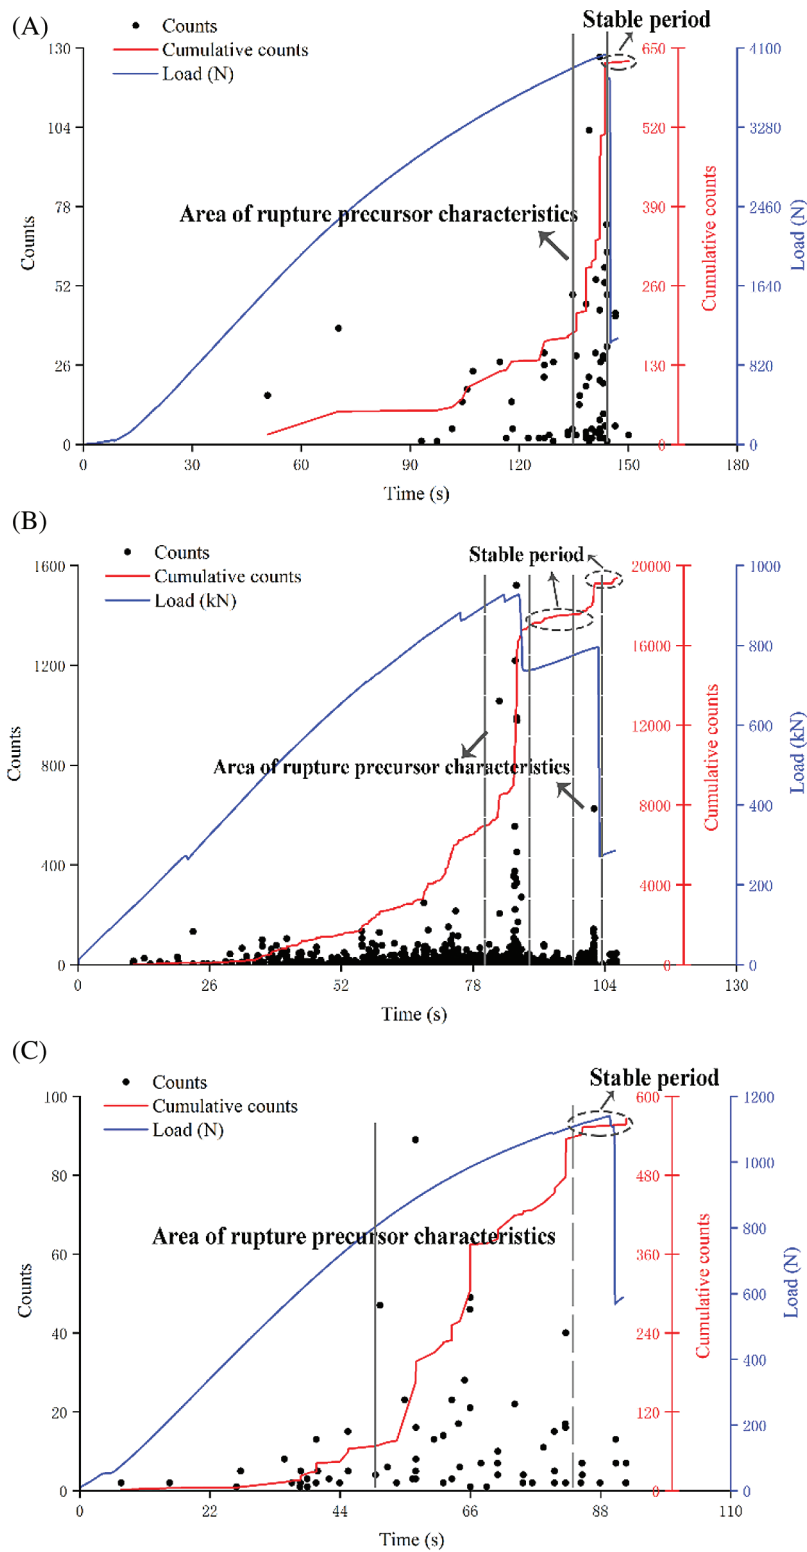 (A)
Counts
Cumulative counts
Load (N)
Stable period
130
104
78
52
26
0
Counts
Area of rupture precursor characteristics
650
520
390
260
130
0
Cumulative counts
4100
3280
2460
1640
820
0
Load (N)
0
30
60
90
120
150
180
Time (s)
(B)
Counts
Cumulative counts
Load (kN)
Stable period
1600
1200
800
400
0
Counts
Area of rupture precursor characteristics
20000
16000
12000
8000
4000
0
Cumulative counts
1000
800
600
400
200
0
Load (kN)
0
26
52
78
104
130
Time (s)
(C)
Counts
Cumulative counts
Load (N)
Stable period
100
80
60
40
20
0
Counts
Area of rupture precursor characteristics
600
480
360
240
120
0
Cumulative counts
1200
1000
800
600
400
200
0
Load (N)
0
22
44
66
88
110
Time (s)